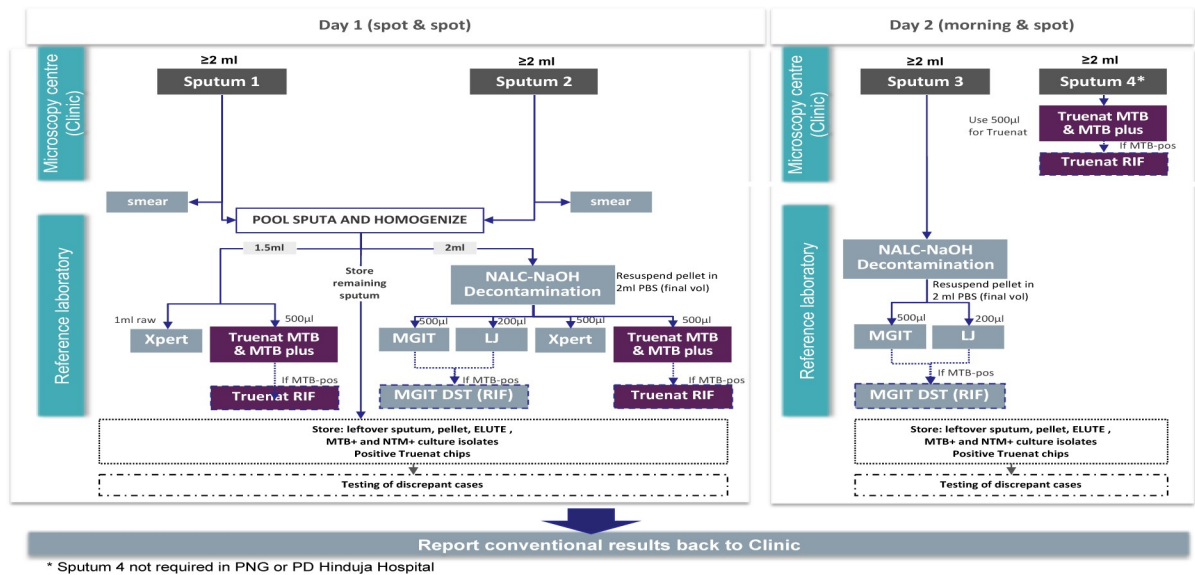 Day 1 (spot & spot)
Day 2 (morning & spot)
Microscopy centre
(Clinic)
≥2 ml
Sputum 1
≥2 ml
Sputum 2
smear
smear
Reference laboratory
POOL SPUTA AND HOMOGENIZE
1.5ml
2ml
Store
remaining
sputum
NALC-NaOH
Decontamination
Resuspend pellet in
2ml PBS (final vol)
1ml raw
500µl
500µl
200µl
500µl
500µl
Xpert
Truenat MTB
& MTB plus
MGIT
LJ
Xpert
Truenat MTB
& MTB plus
If MTB-pos
If MTB-pos
If MTB-pos
Truenat RIF
MGIT DST (RIF)
Truenat RIF
Store: leftover sputum, pellet, ELUTE ,
MTB+ and NTM+ culture isolates
Positive Truenat chips
Testing of discrepant cases
Microscopy centre
(Clinic)
≥2 ml
Sputum 3
≥2 ml
Sputum 4*
Use 500µl
for Truenat
Truenat MTB
& MTB plus
If MTB-pos
Truenat RIF
Reference laboratory
NALC-NaOH
Decontamination
Resuspend pellet in
2 ml PBS (final vol)
500µl
200µl
MGIT
LJ
If MTB-pos
MGIT DST (RIF)
Store: leftover sputum, pellet, ELUTE ,
MTB+ and NTM+ culture isolates
Positive Truenat chips
Testing of discrepant cases
Report conventional results back to Clinic
* Sputum 4 not required in PNG or PD Hinduja Hospital